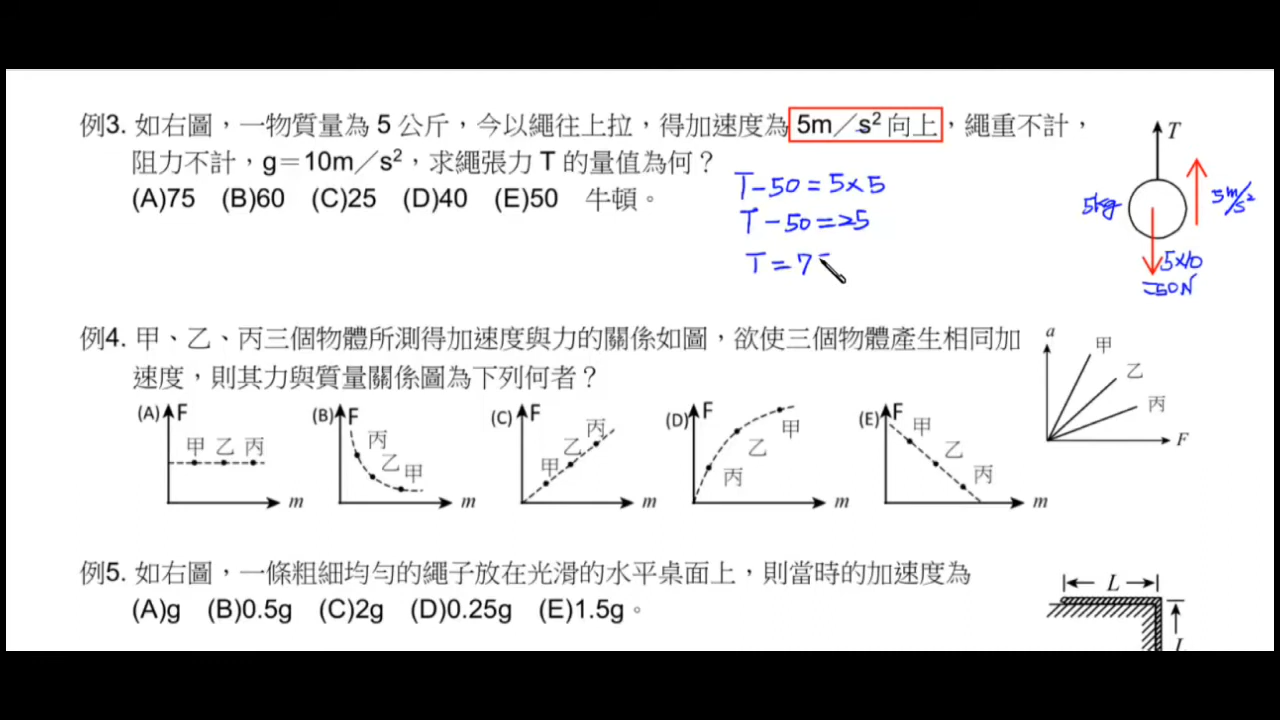 例3. 如右圖，一物質量為 5 公斤，今以繩往上拉，得加速度為 5m／s² 向上，繩重不計，
阻力不計，g＝10m／s²，求繩張力 T 的量值為何？
(A)75 (B)60 (C)25 (D)40 (E)50 牛頓。
T-50=5×5
T-50=25
T=7
T
5kg
5m/s²
5×10
=50N
例4. 甲、乙、丙三個物體所測得加速度與力的關係如圖，欲使三個物體產生相同加
速度，則其力與質量關係圖為下列何者？
(A) F 甲 乙 丙 m
(B) F 丙 乙 甲 m
(C) F 甲 乙 丙 m
(D) F 丙 乙 甲 m
(E) F 甲 乙 丙 m
a 甲 乙 丙 F
例5. 如右圖，一條粗細均勻的繩子放在光滑的水平桌面上，則當時的加速度為
(A)g (B)0.5g (C)2g (D)0.25g (E)1.5g。
L